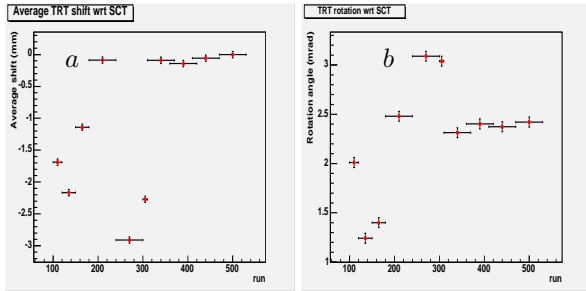 Average TRT shift wrt SCT
Average shift (mm)
a
0
-0.5
-1
-1.5
-2
-2.5
-3
100 200 300 400 500
run
TRT rotation wrt SCT
Rotation angle (mrad)
b
3
2.5
2
1.5
1
100 200 300 400 500
run